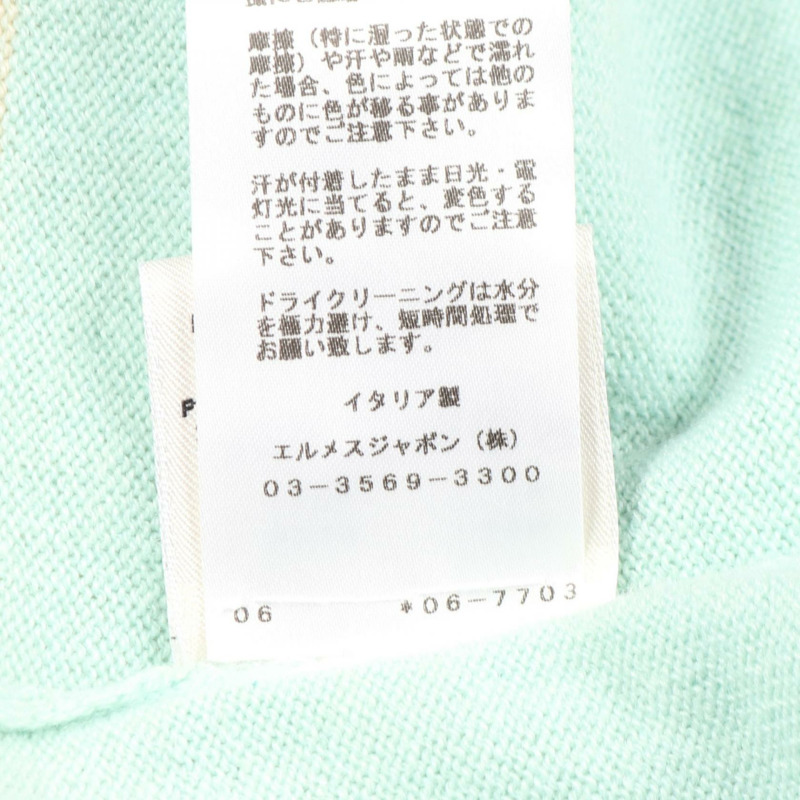 摩擦（特に湿った状態での
摩擦）や汗や雨などで濡れ
た場合、色によっては他の
ものに色が移る事がありま
すのでご注意下さい。
汗が付着したまま日光・電
灯光に当てると、変色する
ことがありますのでご注意
下さい。
ドライクリーニングは水分
を極力避け、短時間処理で
お願い致します。
イタリア製
エルメスジャポン（株）
03－3569－3300
06 *06－7703